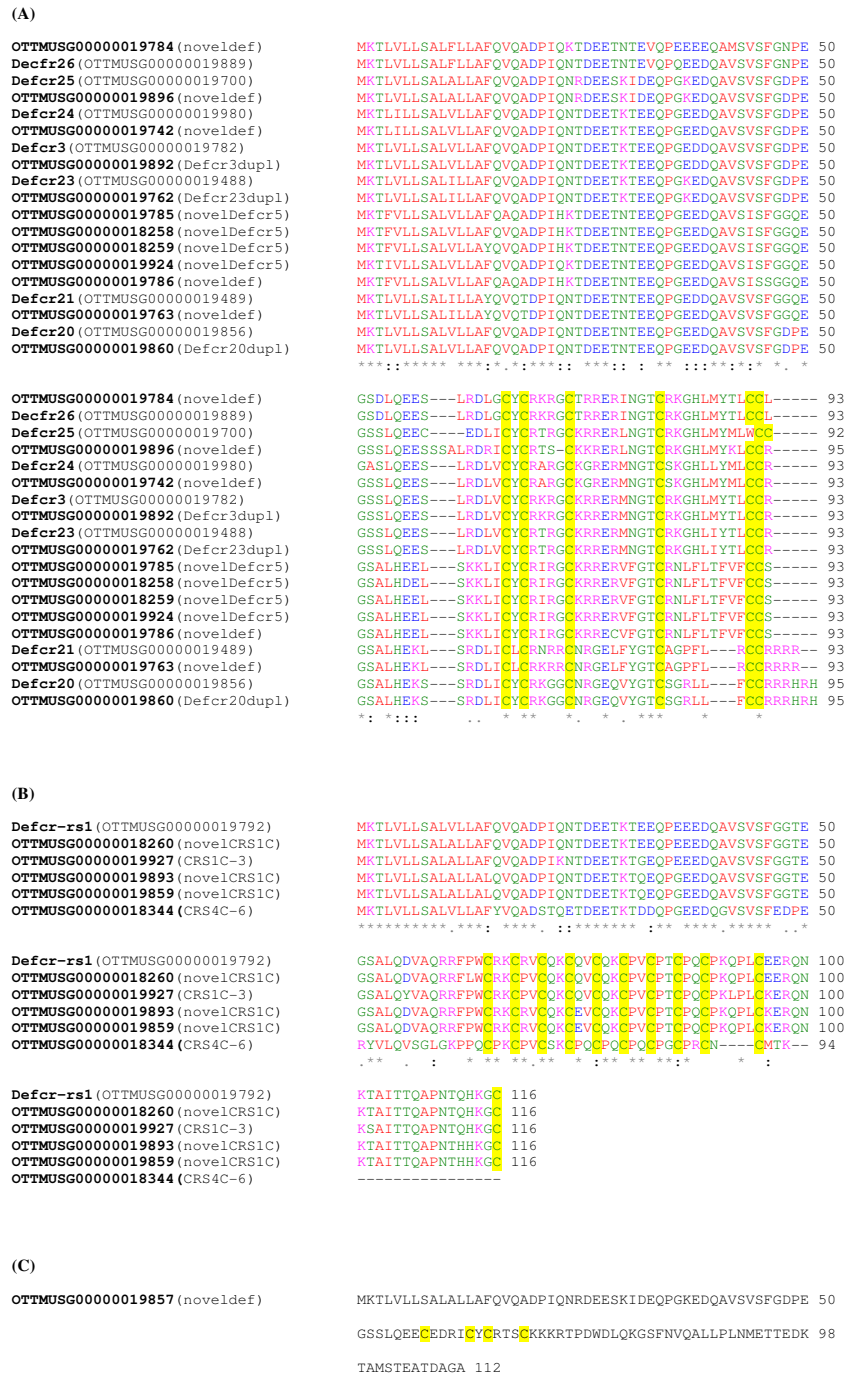 (A)
OTTMUSG00000019784(noveldef) MKTLVLLSALFLLAFQVQADPIQKTDEETNTEVQPEEEEQAMSVSFGNPE 50
Decfr26(OTTMUSG00000019889) MKTLVLLSALFLLAFQVQADPIQNTDEETNTEVQPQEEDQAVSVSFGNPE 50
Defcr25(OTTMUSG00000019700) MKTLVLLSALALLAFQVQADPIQNRDEESKIDEQPGKEDQAVSVSFGDPE 50
OTTMUSG00000019896(noveldef) MKTLVLLSALALLAFQVQADPIQNRDEESKIDEQPGKEDQAVSVSFGDPE 50
Defcr24(OTTMUSG00000019980) MKTLILLSALVLLAFQVQADPIQNTDEETKTEEQPGEEDQAVSVSFGDPE 50
OTTMUSG00000019742(noveldef) MKTLVLLSALVLLAFQVQADPIQNTDEETKTEEQPGEEDQAVSVSFGDPE 50
Defcr3(OTTMUSG00000019782) MKTLVLLSALVLLAFQVQADPIQNTDEETKTEEQPGEDDQAVSVSFGDPE 50
OTTMUSG00000019892(Defcr3dupl) MKTLVLLSALVLLAFQVQADPIQNTDEETKTEEQPGEDDQAVSVSFGDPE 50
Defcr23(OTTMUSG00000019488) MKTLVLLSALILLAFQVQADPIQNTDEETKTEEQPGKEDQAVSVSFGDPE 50
OTTMUSG00000019762(Defcr23dupl) MKTLVLLSALILLAFQVQADPIQNTDEETKTEEQPGEEDQAVSVSFGDPE 50
OTTMUSG00000019785(novelDefcr5) MKTFVLLSALVLLAFQAQADPIHKTDEETNTEEQPGEEDQAVSISFGGQE 50
OTTMUSG00000018258(novelDefcr5) MKTFVLLSALVLLAFQVQADPIHKTDEETNTEEQPGEEDQAVSISFGGQE 50
OTTMUSG00000018259(novelDefcr5) MKTFVLLSALVLLAYQVQADPIHKTDEETNTEEQPGEEDQAVSISFGGQE 50
OTTMUSG00000019924(novelDefcr5) MKTIVLLSALVLLAFQVQADPIQKTDEETNTEEQPGEEDQAVSISFGGQE 50
OTTMUSG00000019786(noveldef) MKTFVLLSALVLLAFQAQADPIHKTDEETNTEEQPGEEDQAVSISSGGQE 50
Defcr21(OTTMUSG00000019489) MKTLVLLSALILLAYQVQTDPIQNTDEETNTEEQPGEDDQAVSVSFGGQE 50
OTTMUSG00000019763(noveldef) MKTLVLLSALVLLAYQVQTDPIQNTDEETNTEEQPGEEDQAVSVSFGGQE 50
Defcr20(OTTMUSG00000019856) MKTLVLLSALVLLAFQVQADPIQNTDEETNTEEQPGEEDQAVSVSFGDPE 50
OTTMUSG00000019860(Defcr20dupl) MKTLVLLSALVLLAFQVQADPIQNTDEETNTEEQPGEEDQAVSVSFGDPE 50
***::***** ***:*.*:***:: ****.: : ** :::**:*:* *. *
OTTMUSG00000019784(noveldef) GSDLQEES---LRDLGCYCRKRGCTRRERINGTCRKGHLMYTLCCL----- 93
Decfr26(OTTMUSG00000019889) GSDLQEES---LRDLGCYCRKRGCTRRERINGTCRKGHLMYTLCCL----- 93
Defcr25(OTTMUSG00000019700) GSSLQEEC----EDLICYCRTRGCKRRERLNGTCRKGHLMYMLWCC----- 92
OTTMUSG00000019896(noveldef) GSSLQEESSSALRDRICYCRTS-CKKRERLNGTCRKGHLMYKLCCR----- 95
Defcr24(OTTMUSG00000019980) GASLQEES---LRDLVCYCRARGCKGRERMNGTCSKGHLLYMLCCR----- 93
OTTMUSG00000019742(noveldef) GSSLQEES---LRDLVCYCRARGCKGRERMNGTCRKGHLLYMLCCR----- 93
Defcr3(OTTMUSG00000019782) GSSLQEES---LRDLVCYCRKRGCKRRERMNGTCRKGHLMYTLCCR----- 93
OTTMUSG00000019892(Defcr3dupl) GSSLQEES---LRDLVCYCRKRGCKRRERMNGTCRKGHLMYTLCCR----- 93
Defcr23(OTTMUSG00000019488) GSSLQEES---LRDLVCYCRTRGCKRRERMNGTCRKGHLIYTLCCR----- 93
OTTMUSG00000019762(Defcr23dupl) GSSLQEES---LRDLVCYCRTRGCKRRERMNGTCRKGHLIYTLCCR----- 93
OTTMUSG00000019785(novelDefcr5) GSALHEEL---SKKLICYCRIRGCKRRERVFGTCRNLFLTFVFCCS----- 93
OTTMUSG00000018258(novelDefcr5) GSALHEDL---SKKLICYCRIRGCKRRERVFGTCRNLFLTFVFCCS----- 93
OTTMUSG00000018259(novelDefcr5) GSALHEEL---SKKLICYCRIRGCKRRERVFGTCRNLFLTFVFCCS----- 93
OTTMUSG00000019924(novelDefcr5) GSALHEEL---SKKLICYCRIRGCKRRERVFGTCRNLFLTFVFCCS----- 93
OTTMUSG00000019786(noveldef) GSALHEEL---SKKLICYCRIRGCKRRECVFGTCRNLFLTFVFCCS----- 93
Defcr21(OTTMUSG00000019489) GSALHEKL---SRDLICLCRNRRCNRGELFYGTCAGPFL---RCCRRRR-- 93
OTTMUSG00000019763(noveldef) GSALHEKL---SRDLICLCRKRRCNRGELFYGTCAGPFL---RCCRRRR-- 93
Defcr20(OTTMUSG00000019856) GSALHEKS---SRDLICYCRKGGCNRGEQVYGTCSGRLL---FCCRRRHRH 95
OTTMUSG00000019860(Defcr20dupl) GSALHEKS---SRDLICYCRKGGCNRGEQVYGTCSGRLL---FCCRRRHRH 95
*: *::: .. * ** *. * . *** * *
(B)
Defcr-rs1(OTTMUSG00000019792) MKTLVLLSALVLLAFQVQADPIQNTDEETKTEEQPEEEDQAVSVSFGGTE 50
OTTMUSG00000018260(novelCRS1C) MKTLVLLSALVLLAFQVQADPIQNTDEETKTEEQPGEEDQAVSVSFGGTE 50
OTTMUSG00000019927(CRS1C-3) MKTLVLLSALVLLAFQVQADPIKNTDEETKTGEQPEEEDQAVSVSFGGTE 50
OTTMUSG00000019893(novelCRS1C) MKTLVLLSALVLLALQVQADPIQNTDEETKTQEQPGEEDQAVSVSFGGTE 50
OTTMUSG00000019859(novelCRS1C) MKTLVLLSALALLALQVQADPIQNTDEETKTQEQPGEEDQAVSVSFGGTE 50
OTTMUSG00000018344(CRS4C-6) MKTLVLLSALVLLAFYVQADSTQETDEETKTDDQPGEEDQGVSVSFEDPE 50
**********.***: ****. ::******* :** ****.***** ..*
Defcr-rs1(OTTMUSG00000019792) GSALQDVAQRRFPWCRKCRVCQKCQVCQKCPVCPTCPQCPKQPLCEERQN 100
OTTMUSG00000018260(novelCRS1C) GSALQDVAQRRFLWCRKCPVCQKCQVCQKCPVCPTCPQCPKQPLCKERQN 100
OTTMUSG00000019927(CRS1C-3) GSALQYVAQRRFPWCRKCPVCQKCQVCQKCPVCPTCPQCPKLPLCKERQN 100
OTTMUSG00000019893(novelCRS1C) GSALQDVAQRRFPWCRKCRVCQKCEVCQKCPVCPTCPQCPKQPLCKERQN 100
OTTMUSG00000019859(novelCRS1C) GSALQDVAQRRFPWCRKCRVCQKCEVCQKCPVCPTCPQCPKQPLCKERQN 100
OTTMUSG00000018344(CRS4C-6) RYVLQVSGLGKPPQCPKCPVCSKCPQCPQCPQCPGCPRCN----CMTK-- 94
.** . : * ** **.** * :** ** **:* * :
Defcr-rs1(OTTMUSG00000019792) KTAITTQAPNTQHKGC 116
OTTMUSG00000018260(novelCRS1C) KTAITTQAPNTQHKGC 116
OTTMUSG00000019927(CRS1C-3) KSAITTQAPNTQHKGC 116
OTTMUSG00000019893(novelCRS1C) KTAITTQAPNTHHKGC 116
OTTMUSG00000019859(novelCRS1C) KTAITTQAPNTHHKGC 116
OTTMUSG00000018344(CRS4C-6) ----------------
(C)
OTTMUSG00000019857(noveldef) MKTLVLLSALALLAFQVQADPIQNRDEESKIDEQPGKEDQAVSVSFGDPE 50
GSSLQEECEDRICYCRTSCKKKRTPDWDLQKGSFNVQALLPLNMETTEDK 98
TAMSTEATDAGA 112